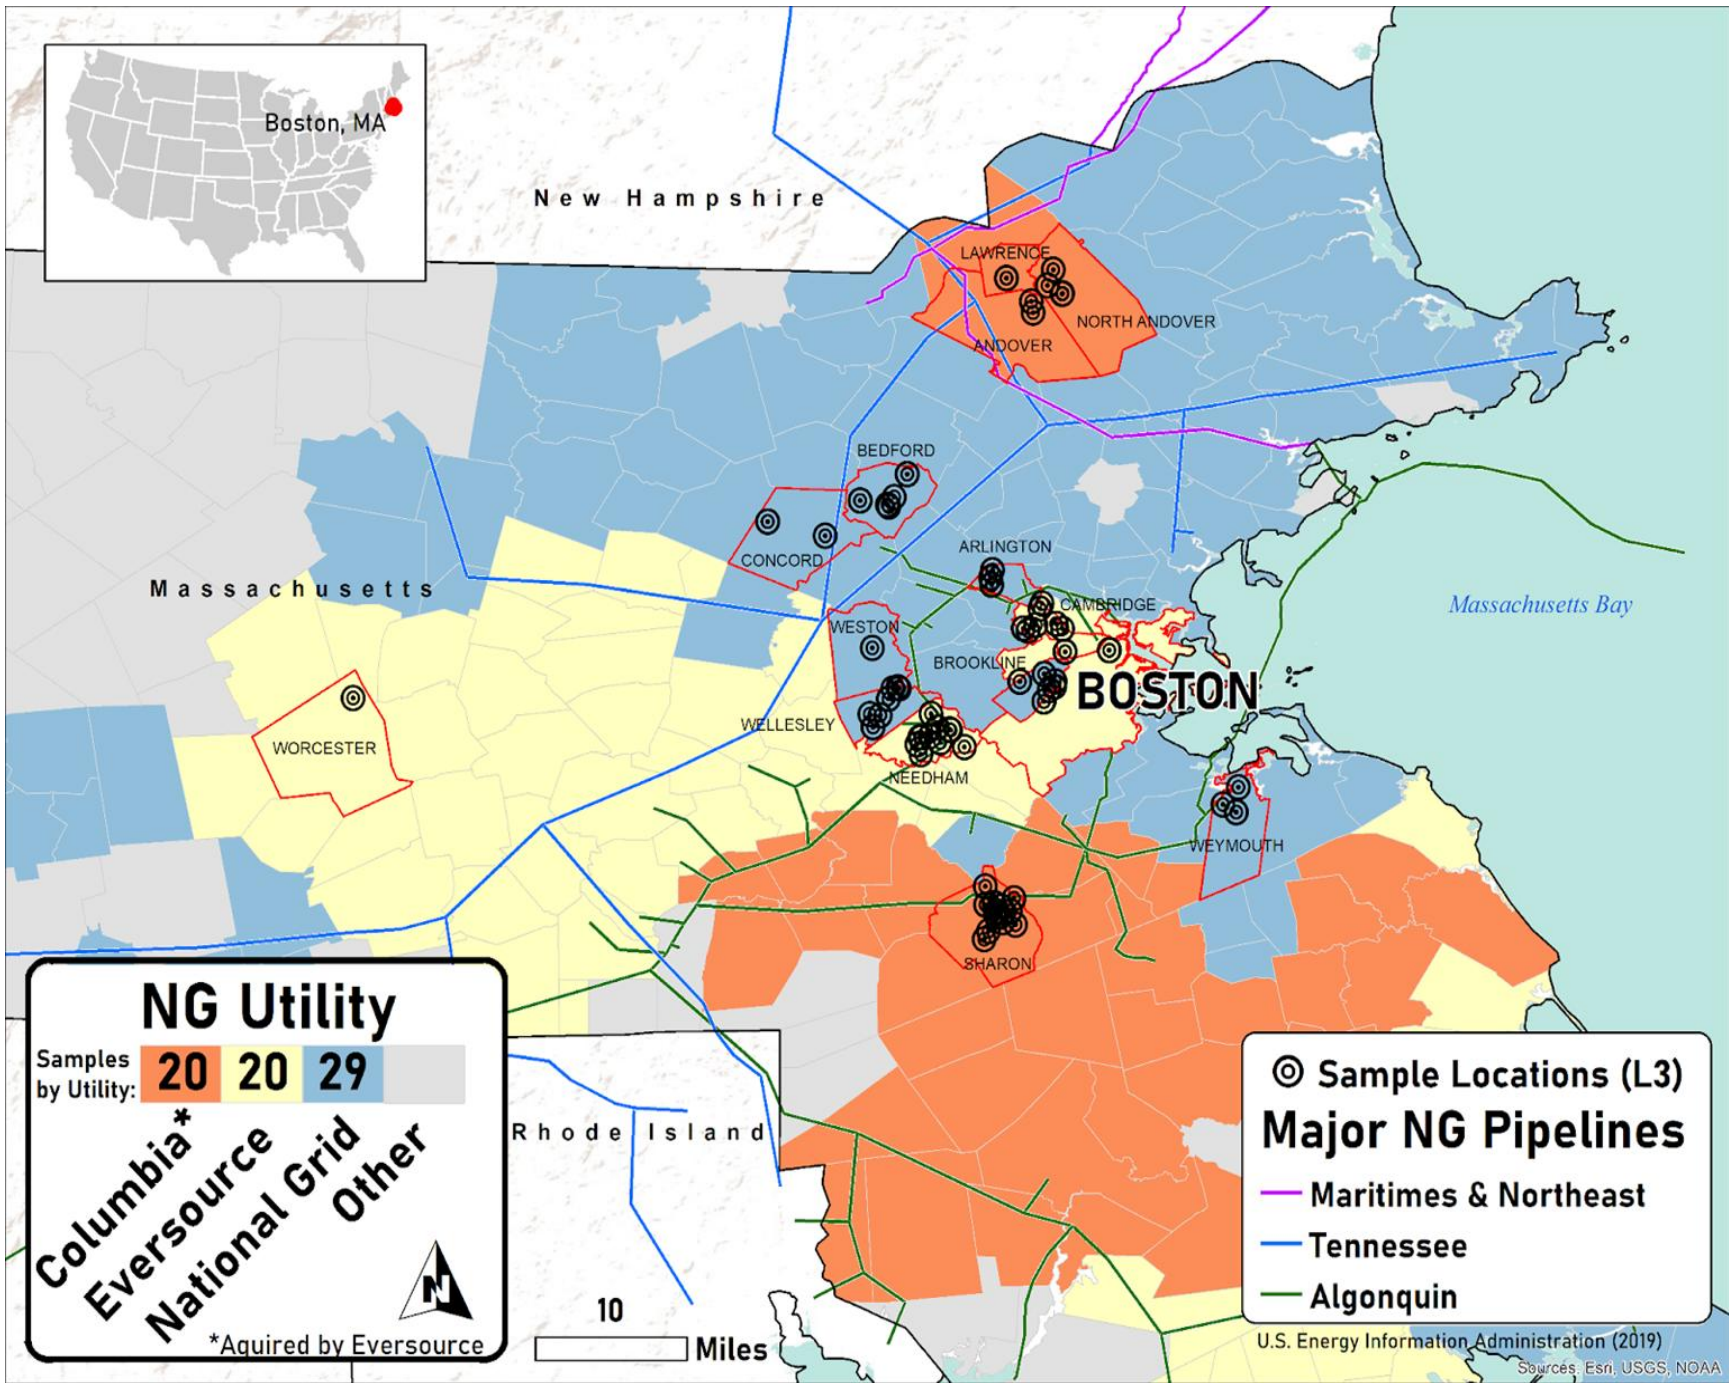 Boston, MA
New Hampshire
LAWRENCE
NORTH ANDOVER
ANDOVER
BEDFORD
CONCORD
ARLINGTON
Massachusetts
CAMBRIDGE
Massachusetts Bay
WESTON
BROOKLINE
BOSTON
WELLESLEY
WORCESTER
NEEDHAM
WEYMOUTH
SHARON
NG Utility
Samples
by Utility:
20 20 29
Columbia*
Eversource
National Grid
Other
N
*Aquired by Eversource
Rhode Island
10
Miles
Sample Locations (L3)
Major NG Pipelines
Maritimes & Northeast
Tennessee
Algonquin
U.S. Energy Information Administration (2019)
Sources: Esri, USGS, NOAA